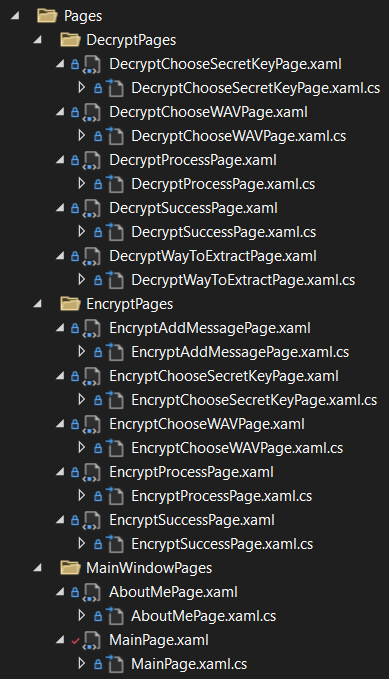 Pages
DecryptPages
DecryptChooseSecretKeyPage.xaml
DecryptChooseSecretKeyPage.xaml.cs
DecryptChooseWAVPage.xaml
DecryptChooseWAVPage.xaml.cs
DecryptProcessPage.xaml
DecryptProcessPage.xaml.cs
DecryptSuccessPage.xaml
DecryptSuccessPage.xaml.cs
DecryptWayToExtractPage.xaml
DecryptWayToExtractPage.xaml.cs
EncryptPages
EncryptAddMessagePage.xaml
EncryptAddMessagePage.xaml.cs
EncryptChooseSecretKeyPage.xaml
EncryptChooseSecretKeyPage.xaml.cs
EncryptChooseWAVPage.xaml
EncryptChooseWAVPage.xaml.cs
EncryptProcessPage.xaml
EncryptProcessPage.xaml.cs
EncryptSuccessPage.xaml
EncryptSuccessPage.xaml.cs
MainWindowPages
AboutMePage.xaml
AboutMePage.xaml.cs
MainPage.xaml
MainPage.xaml.cs